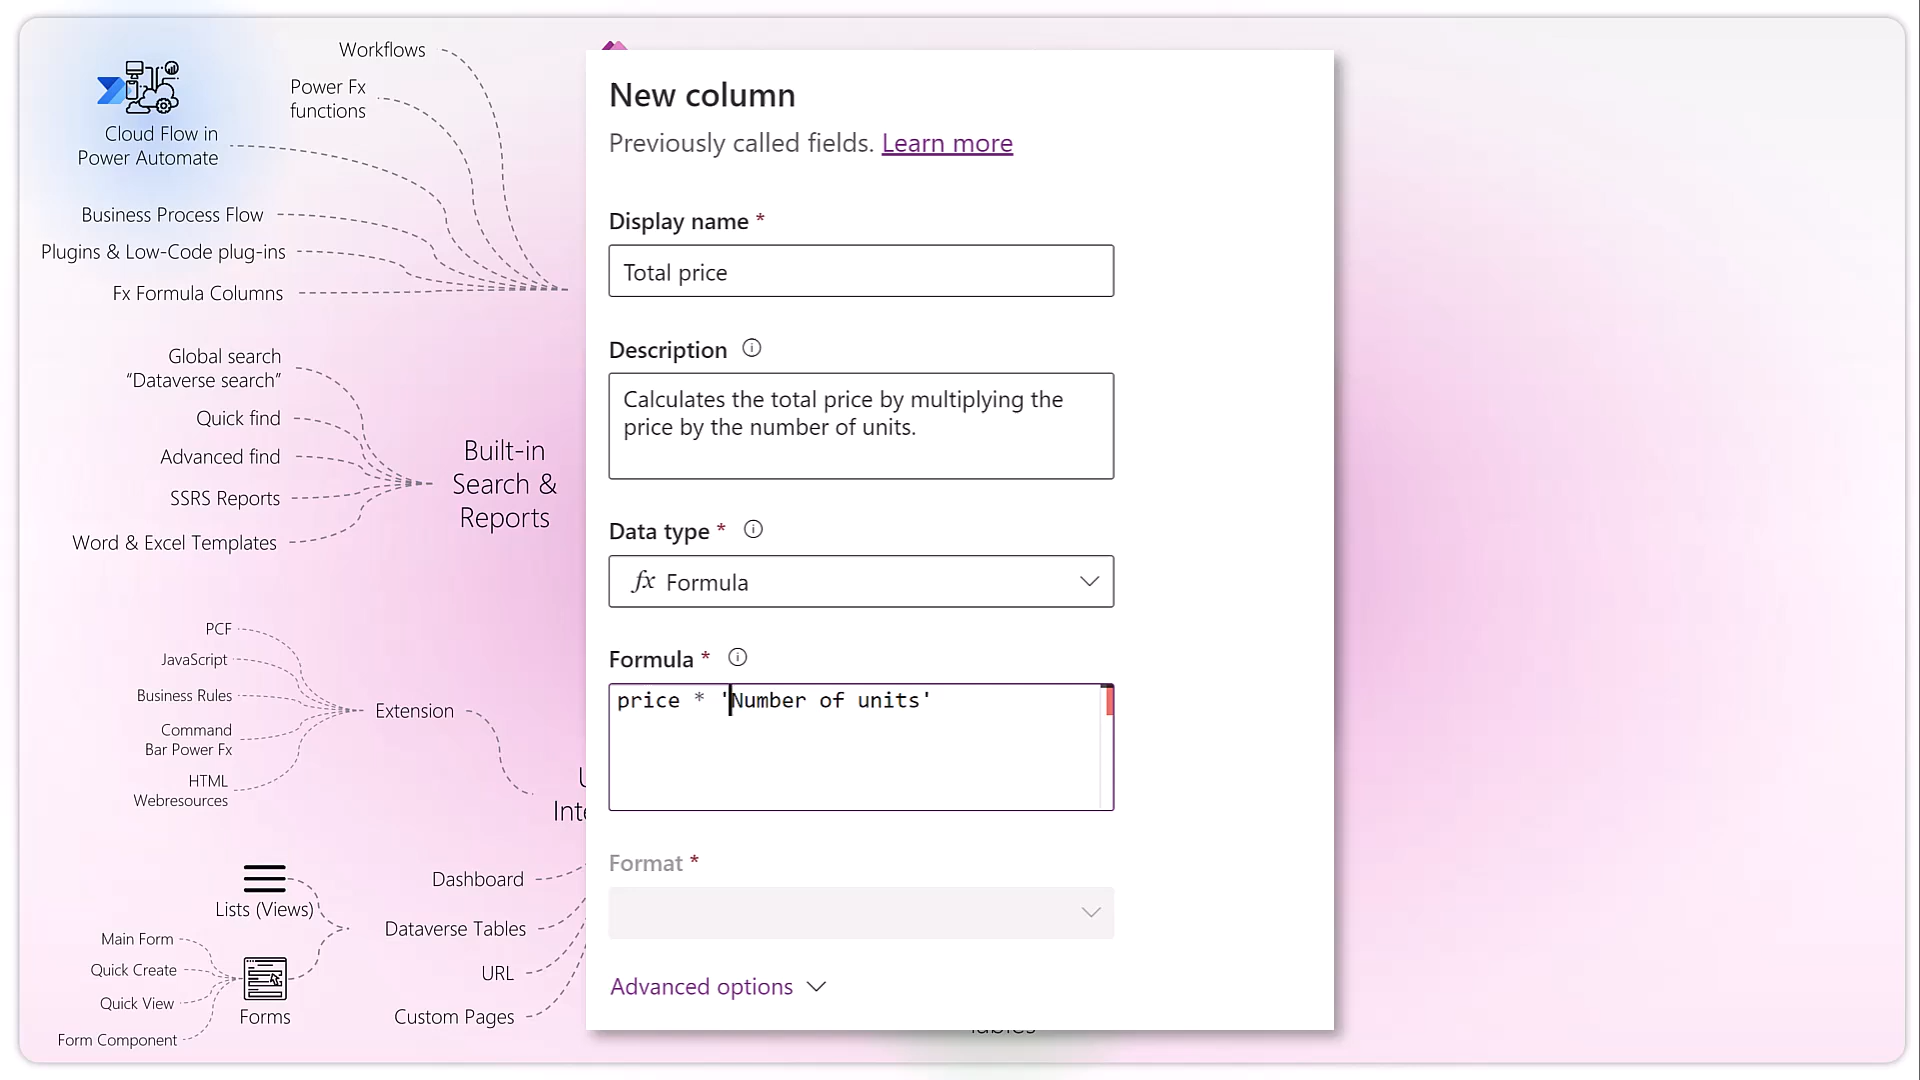 Workflows
Power Fx
functions
Cloud Flow in
Power Automate
Business Process Flow
Plugins & Low-Code plug-ins
Fx Formula Columns
Global search
“Dataverse search”
Quick find
Advanced find
SSRS Reports
Word & Excel Templates
Built-in
Search &
Reports
PCF
JavaScript
Business Rules
Command
Bar Power Fx
HTML
Webresources
Extension
Lists (Views)
Main Form
Quick Create
Quick View
Form Component
Forms
Dashboard
Dataverse Tables
URL
Custom Pages
New column
Previously called fields. Learn more
Display name *
Total price
Description
Calculates the total price by multiplying the
price by the number of units.
Data type *
fx Formula
Formula *
price * 'Number of units'
Format *
Advanced options